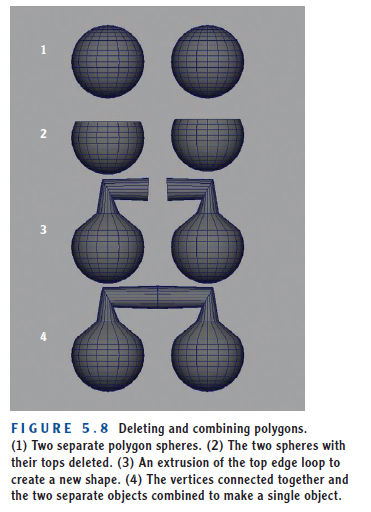 1
2
3
4
FIGURE 5.8 Deleting and combining polygons.
(1) Two separate polygon spheres. (2) The two spheres with
their tops deleted. (3) An extrusion of the top edge loop to
create a new shape. (4) The vertices connected together and
the two separate objects combined to make a single object.